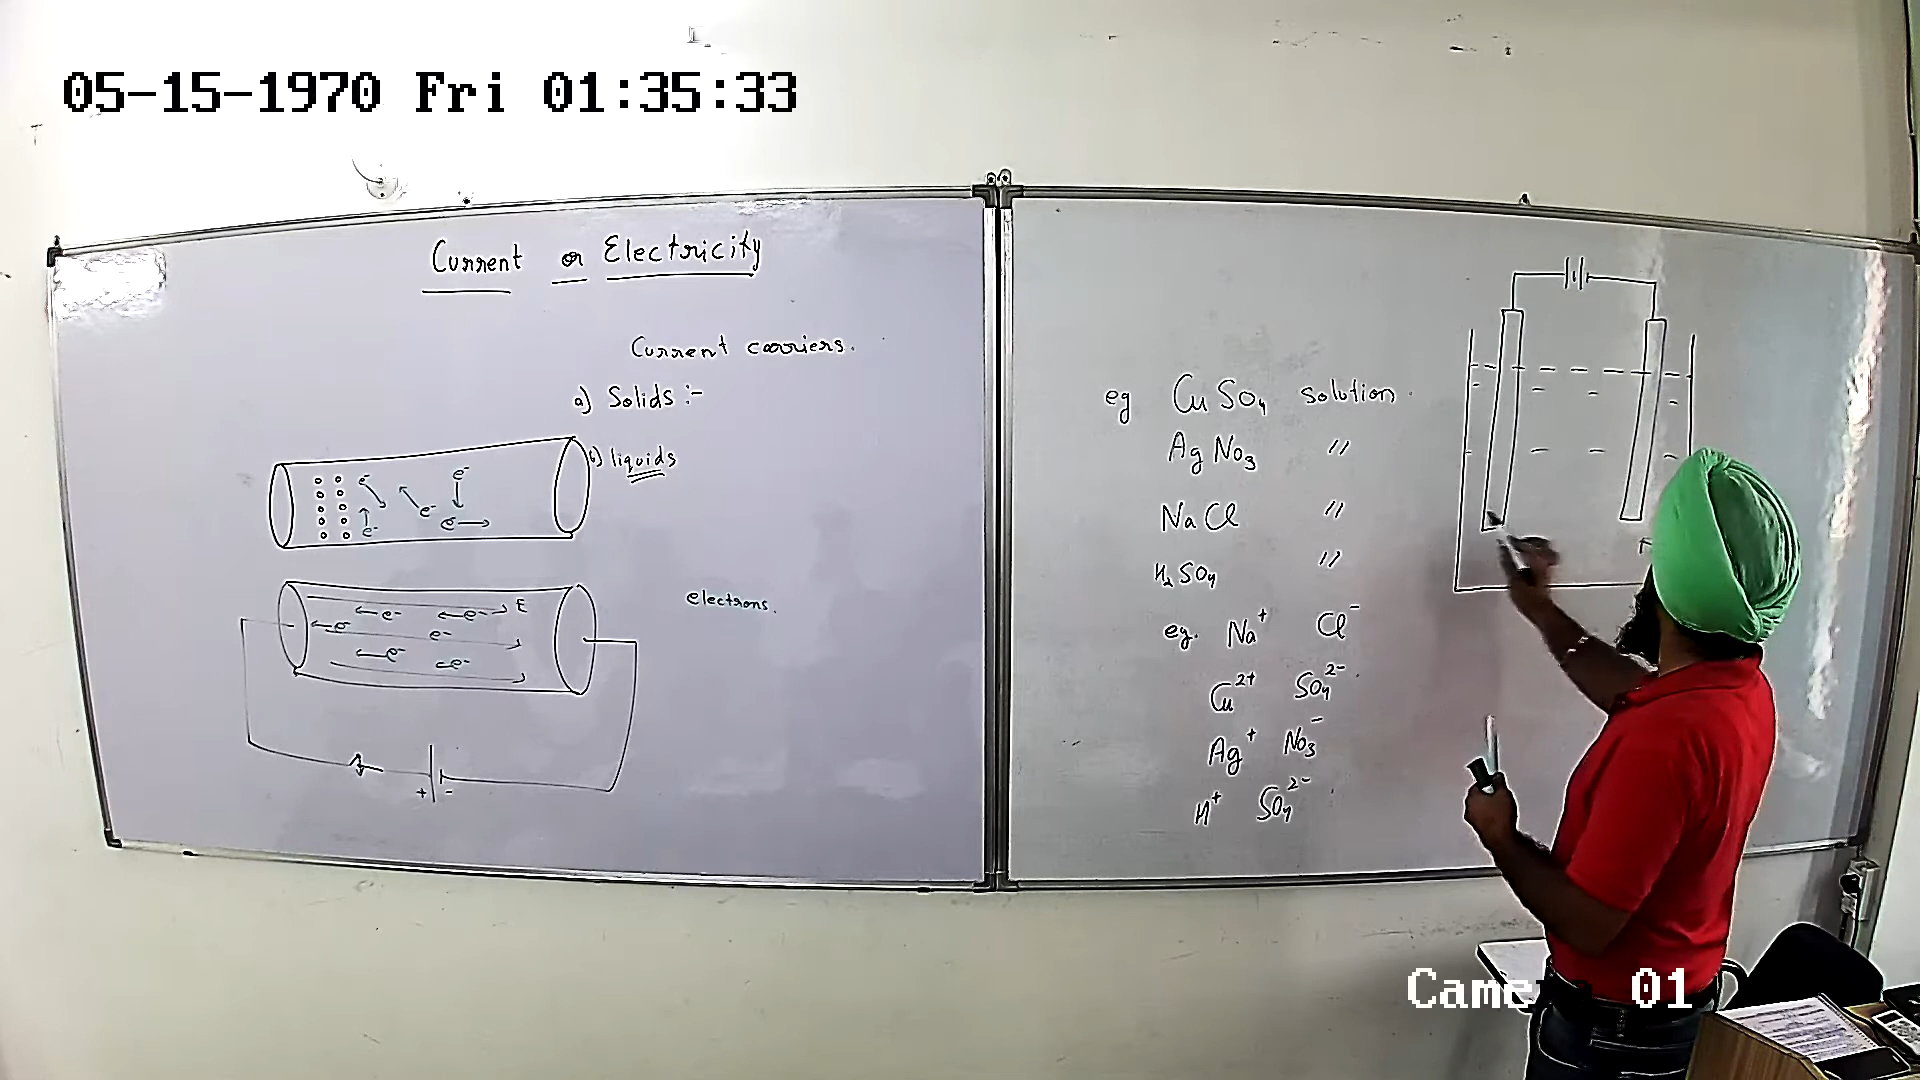 05-15-1970 Fri 01:35:33
Current or Electricity
Current carriers.
a) Solids :-
b) liquids
e⁻ e⁻
e⁻ e⁻ e⁻
electrons.
e⁻ e⁻ E
e⁻ e⁻
e⁻ e⁻
+ -
eg CuSO₄ solution.
AgNo₃ "
NaCl "
H₂SO₄ "
eg. Na⁺ Cl⁻
Cu²⁺ SO₄²⁻
Ag⁺ No₃⁻
H⁺ SO₄²⁻
Came 01